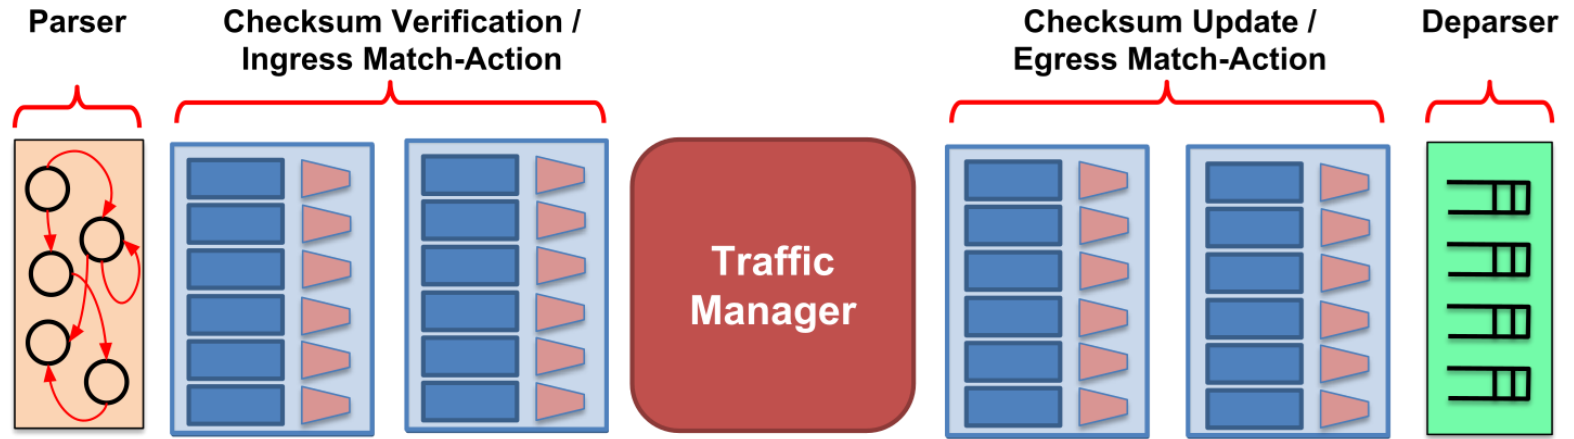 Parser
Checksum Verification /
Ingress Match-Action
Traffic
Manager
Checksum Update /
Egress Match-Action
Deparser